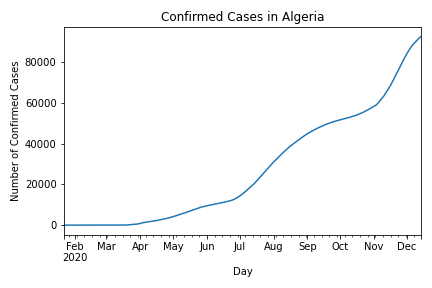 Confirmed Cases in Algeria
Number of Confirmed Cases
80000
60000
40000
20000
0
Feb Mar Apr May Jun Jul Aug Sep Oct Nov Dec
2020
Day